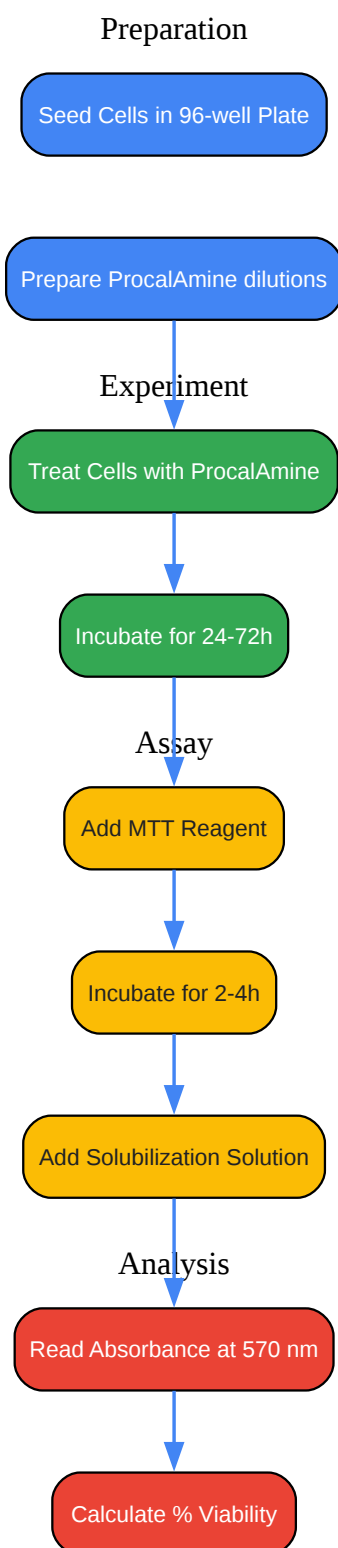 Preparation
Seed Cells in 96-well Plate
Prepare ProcalAmine dilutions
Experiment
Treat Cells with ProcalAmine
Incubate for 24-72h
Assay
Add MTT Reagent
Incubate for 2-4h
Add Solubilization Solution
Analysis
Read Absorbance at 570 nm
Calculate % Viability